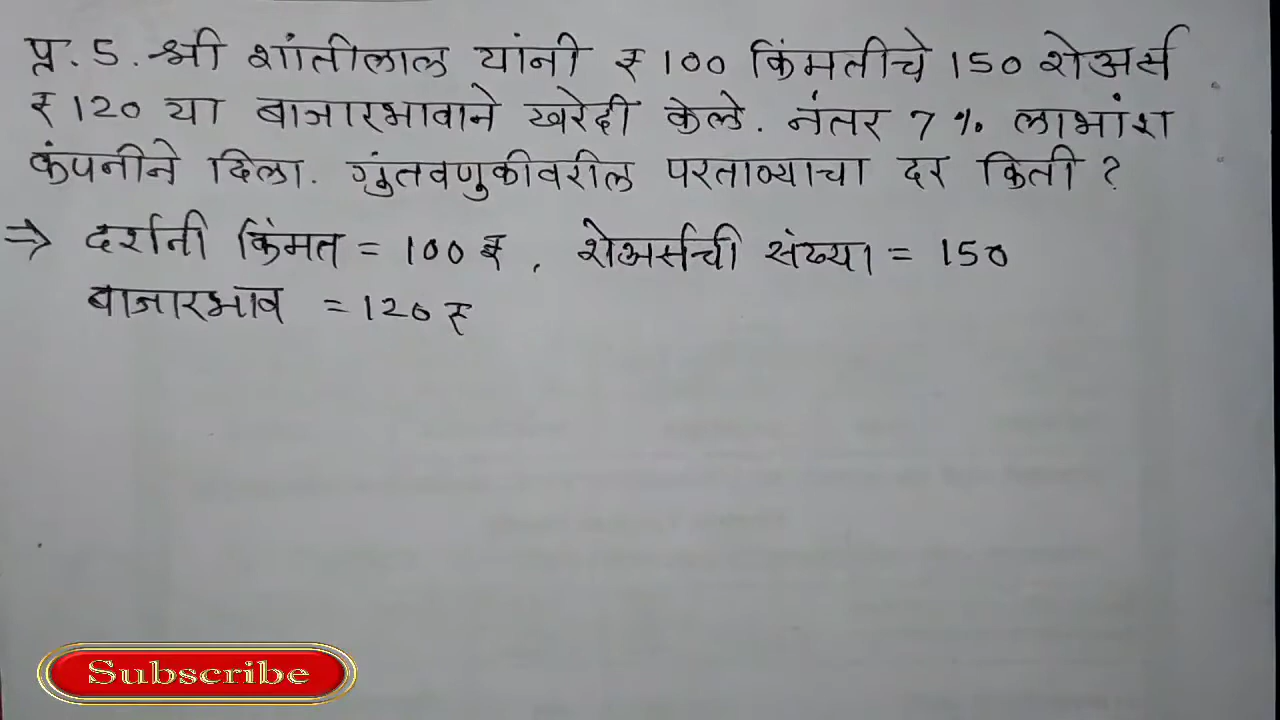 प्र. 5. श्री शांतीलाल यांनी ₹ 100 किंमतीचे 150 शेअर्स
₹ 120 या बाजारभावाने खरेदी केले. नंतर 7 % लाभांश
कंपनीने दिला. गुंतवणुकीवरील परताव्याचा दर किती ?
⇒ दर्शनी किंमत = 100 ₹ , शेअर्सची संख्या = 150
बाजारभाव = 120 ₹
Subscribe